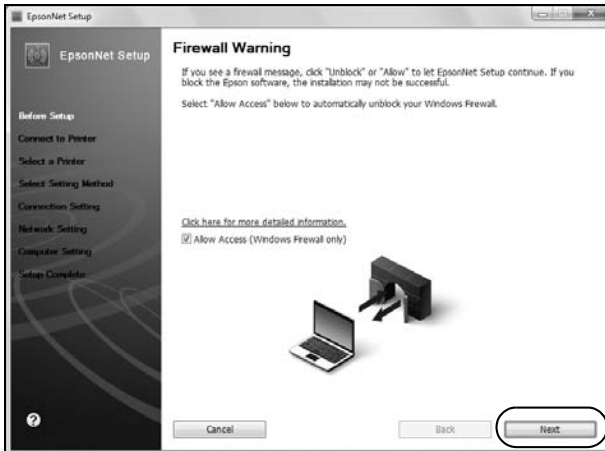 EpsonNet Setup
EpsonNet Setup
Before Setup
Connect to Printer
Select a Printer
Select Setting Method
Connection Setting
Network Setting
Computer Setting
Setup Complete
Firewall Warning
If you see a firewall message, click "Unblock" or "Allow" to let EpsonNet Setup continue. If you
block the Epson software, the installation may not be successful.
Select "Allow Access" below to automatically unblock your Windows Firewall.
Click here for more detailed information.
Allow Access (Windows Firewall only)
?
Cancel
Back
Next